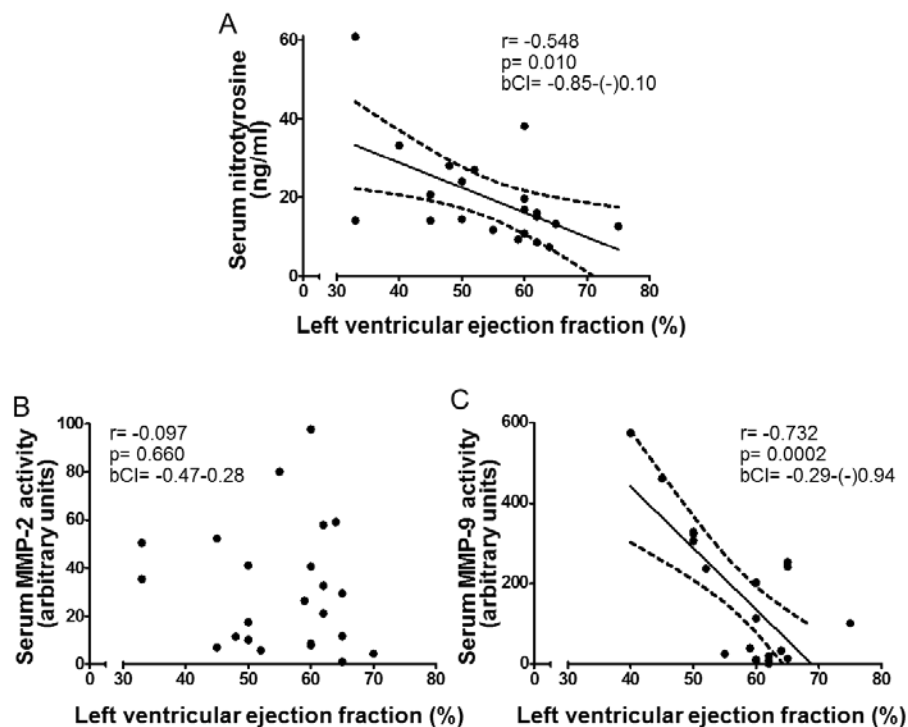 A
r= -0.548
p= 0.010
bCI= -0.85-(-)0.10
Serum nitrotyrosine
(ng/ml)
60
40
20
0
0 30 40 50 60 70 80
Left ventricular ejection fraction (%)
B
r= -0.097
p= 0.660
bCI= -0.47-0.28
Serum MMP-2 activity
(arbitrary units)
100
80
60
40
20
0
0 30 40 50 60 70 80
Left ventricular ejection fraction (%)
C
r= -0.732
p= 0.0002
bCI= -0.29-(-)0.94
Serum MMP-9 activity
(arbitrary units)
600
400
200
0
0 30 40 50 60 70 80
Left ventricular ejection fraction (%)